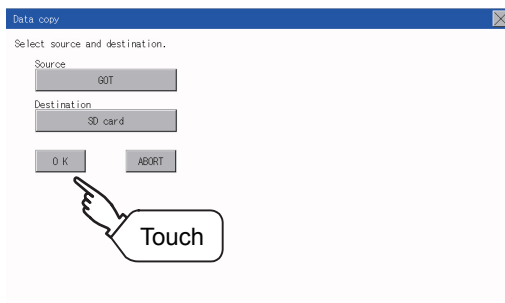 Data copy
Select source and destination.
Source
GOT
Destination
SD card
O K
ABORT
Touch